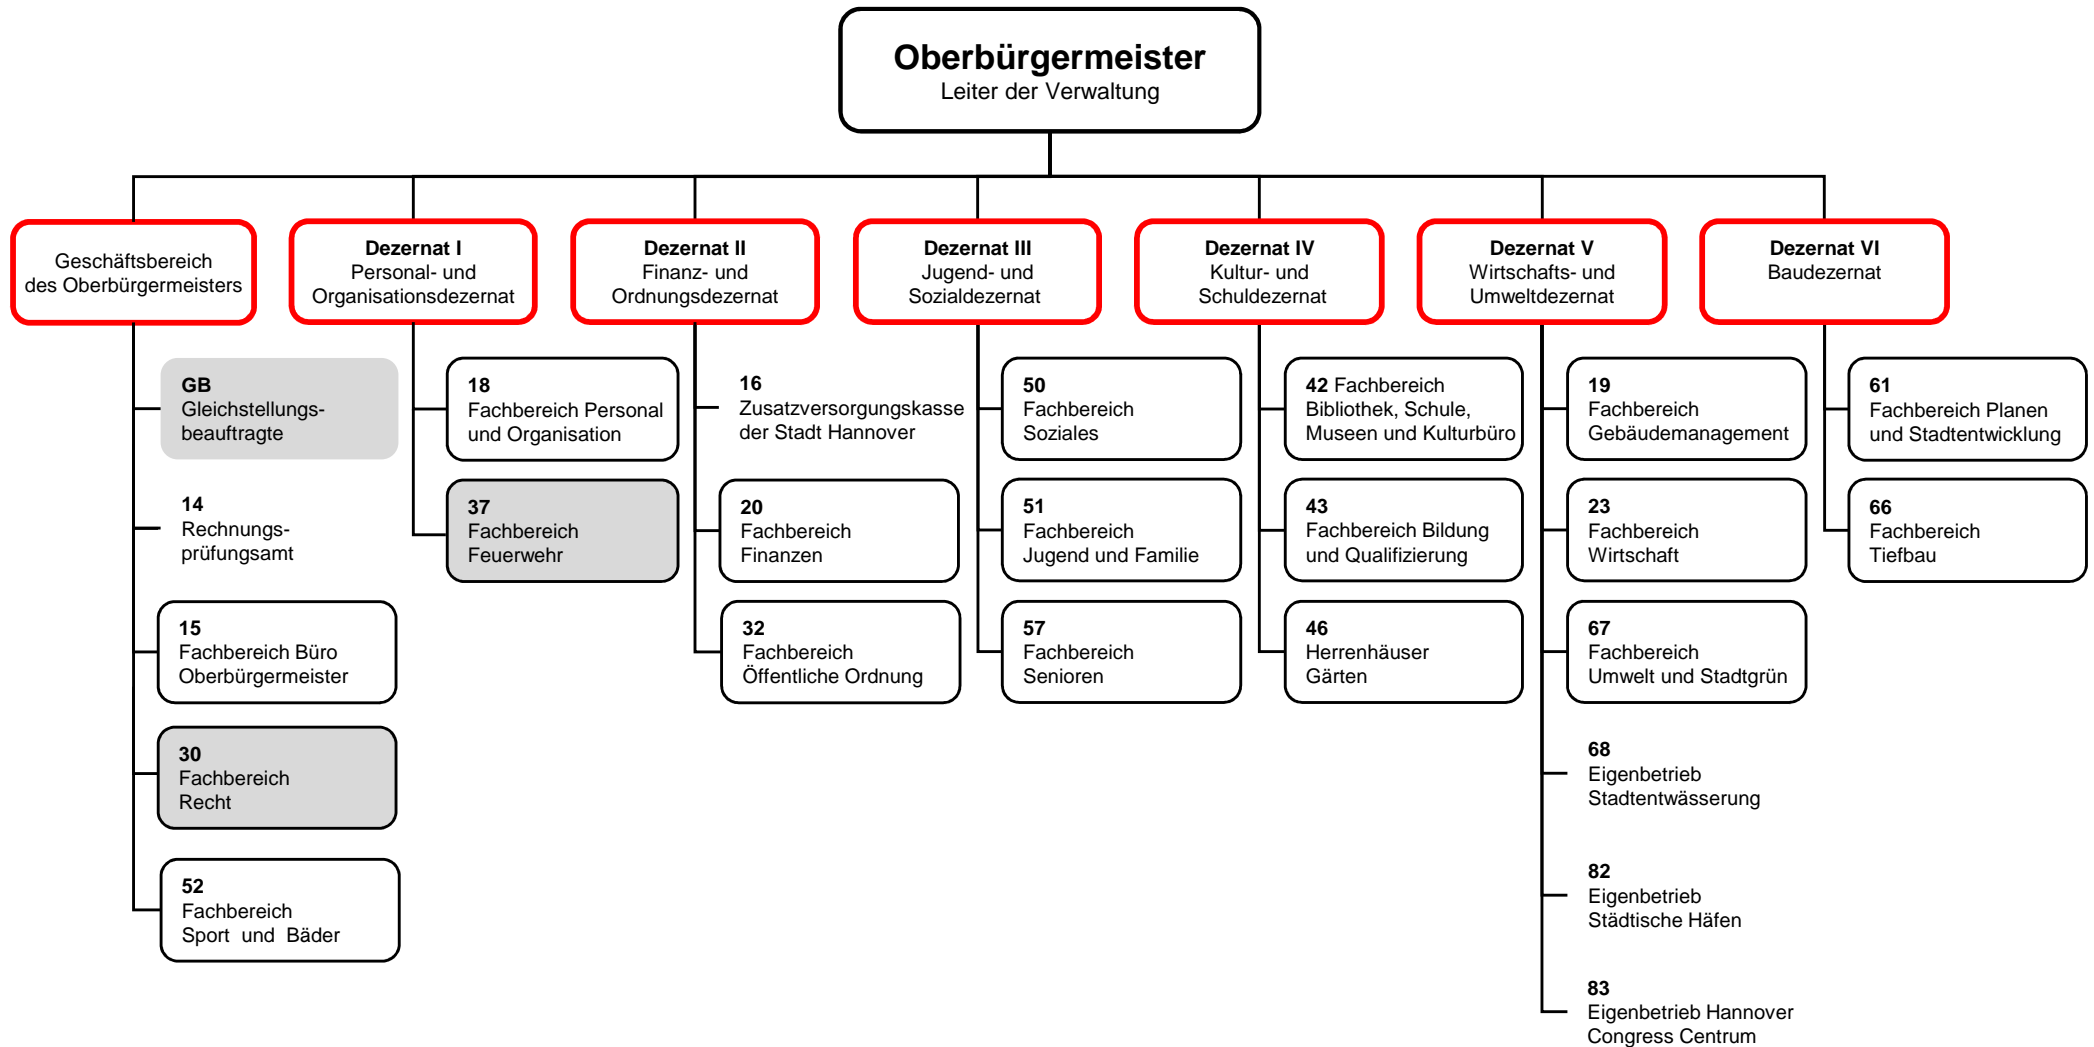 Oberbürgermeister
Leiter der Verwaltung
Geschäftsbereich
des Oberbürgermeisters
GB
Gleichstellungs-
beauftragte
14
Rechnungs-
prüfungsamt
15
Fachbereich Büro
Oberbürgermeister
30
Fachbereich
Recht
52
Fachbereich
Sport und Bäder
Dezernat I
Personal- und
Organisationsdezernat
18
Fachbereich Personal
und Organisation
37
Fachbereich
Feuerwehr
Dezernat II
Finanz- und
Ordnungsdezernat
16
Zusatzversorgungskasse
der Stadt Hannover
20
Fachbereich
Finanzen
32
Fachbereich
Öffentliche Ordnung
Dezernat III
Jugend- und
Sozialdezernat
50
Fachbereich
Soziales
51
Fachbereich
Jugend und Familie
57
Fachbereich
Senioren
Dezernat IV
Kultur- und
Schuldezernat
42 Fachbereich
Bibliothek, Schule,
Museen und Kulturbüro
43
Fachbereich Bildung
und Qualifizierung
46
Herrenhäuser
Gärten
Dezernat V
Wirtschafts- und
Umweltdezernat
19
Fachbereich
Gebäudemanagement
23
Fachbereich
Wirtschaft
67
Fachbereich
Umwelt und Stadtgrün
68
Eigenbetrieb
Stadtentwässerung
82
Eigenbetrieb
Städtische Häfen
83
Eigenbetrieb Hannover
Congress Centrum
Dezernat VI
Baudezernat
61
Fachbereich Planen
und Stadtentwicklung
66
Fachbereich
Tiefbau